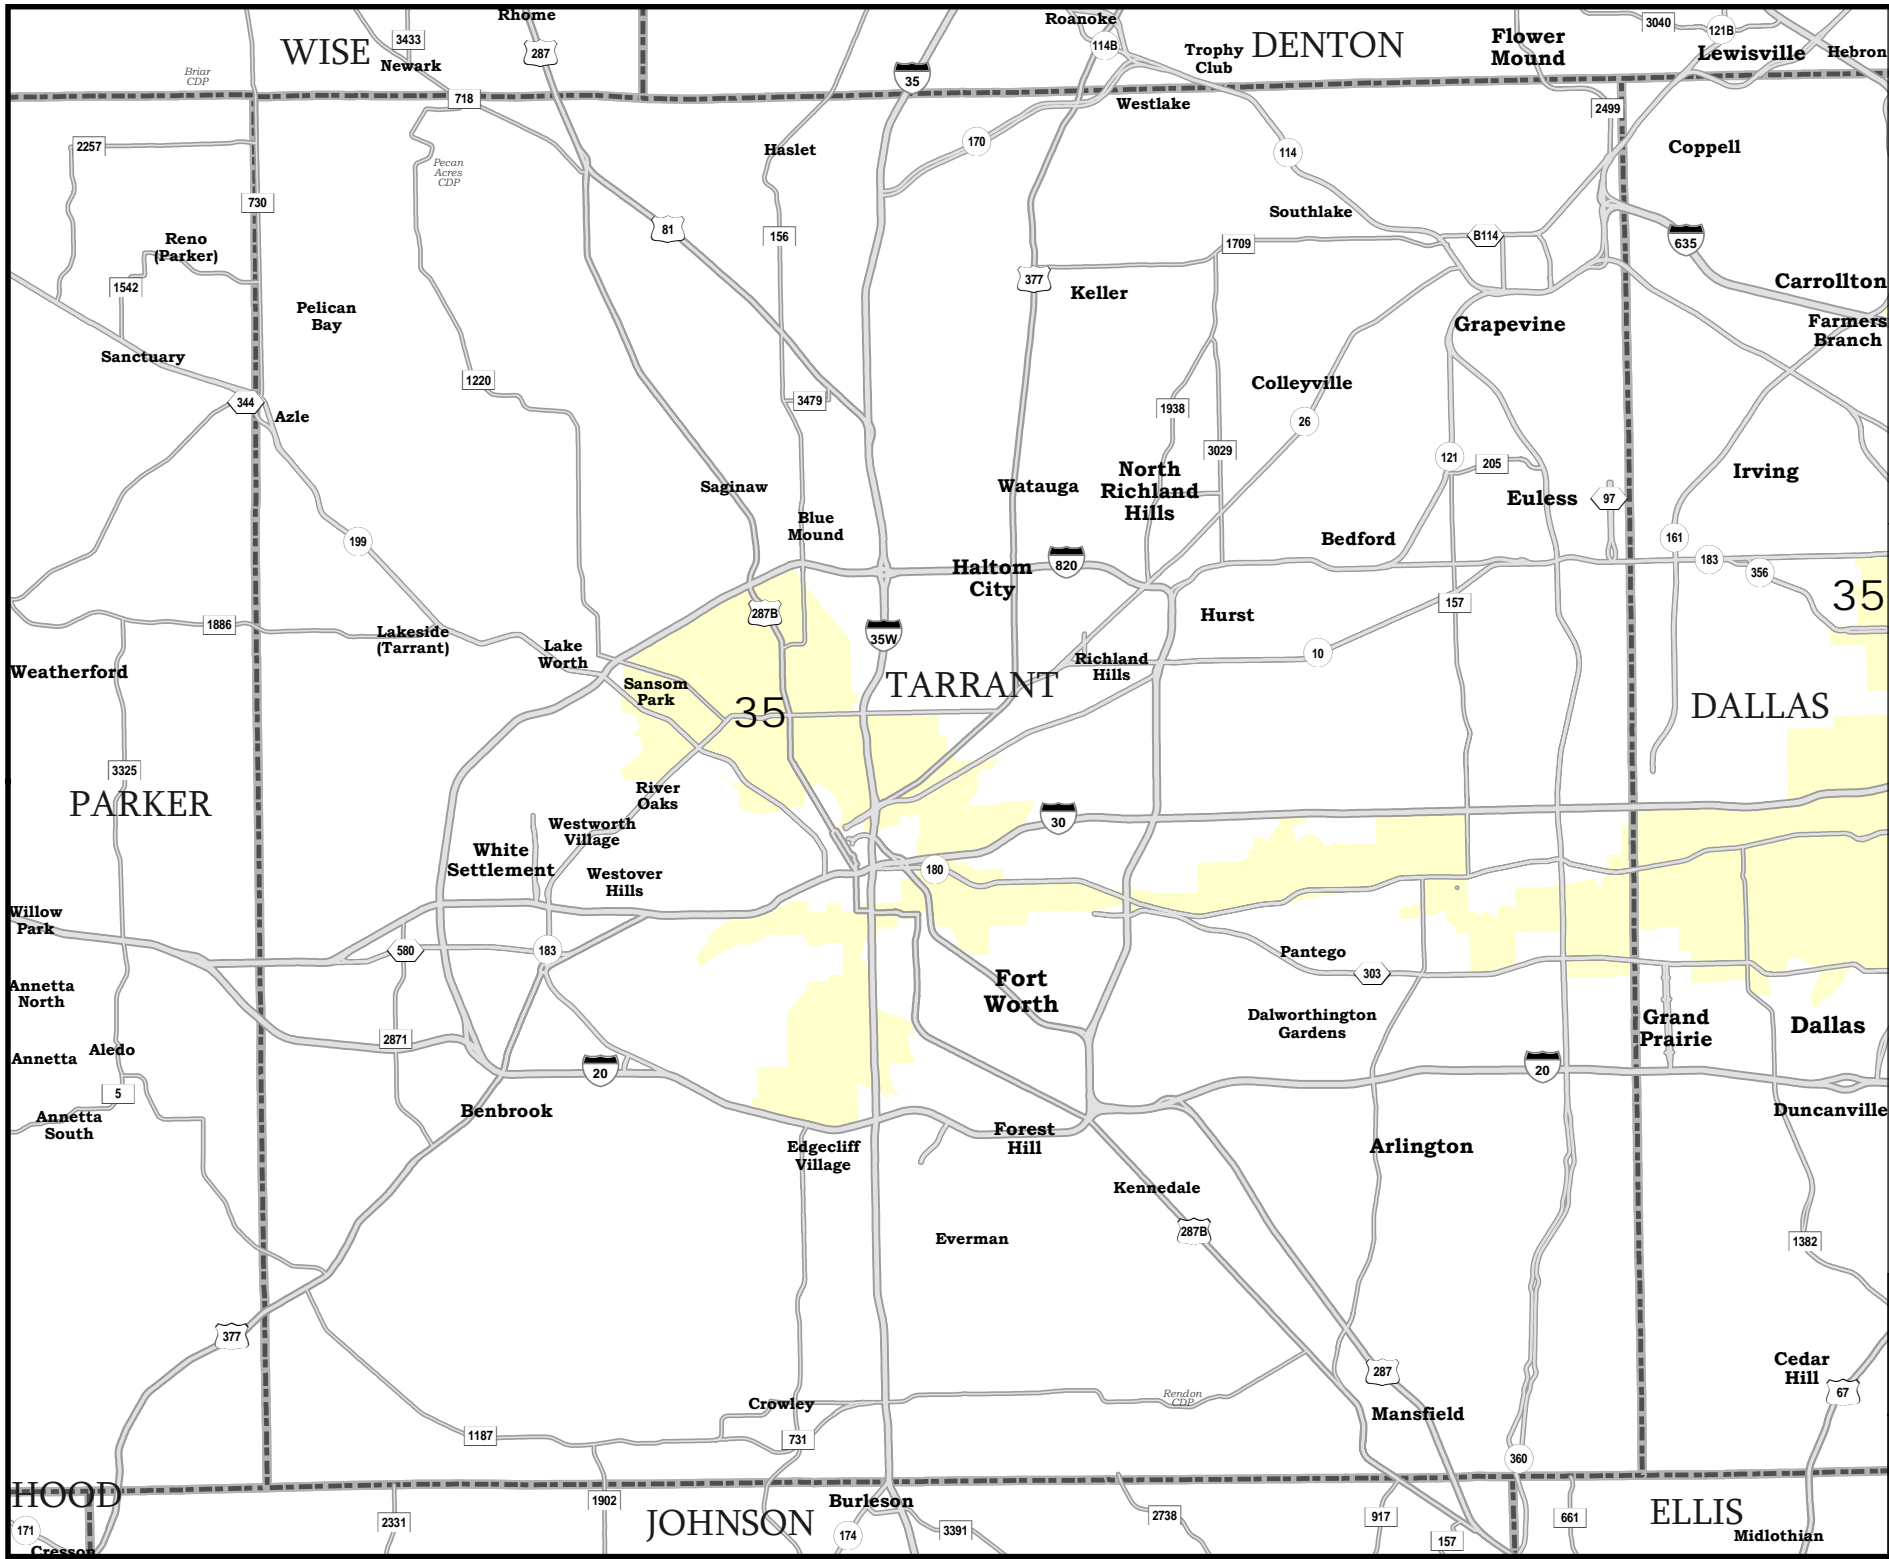 Rhome
Roanoke
WISE
3433
Newark
287
35
114B
Trophy
Club
DENTON
Flower
Mound
3040
121B
Lewisville
Hebron
Briar
CDP
718
Westlake
2499
2257
Pecan
Acres
CDP
Haslet
170
114
Coppell
730
81
156
Southlake
1709
B114
635
Reno
(Parker)
1542
Pelican
Bay
377
Keller
Carrollton
Farmers
Branch
Grapevine
Sanctuary
1220
344
Azle
3479
Colleyville
1938
26
3029
121
205
Irving
Saginaw
Watauga
North
Richland
Hills
Euless
97
Blue
Mound
199
Bedford
161
183
356
Haltom
City
820
35
287B
157
Hurst
1886
Lakeside
(Tarrant)
35W
Lake
Worth
10
Richland
Hills
Weatherford
Sansom
Park
TARRANT
35
DALLAS
3325
PARKER
River
Oaks
30
Westworth
Village
White
Settlement
Westover
Hills
180
Willow
Park
580
183
Pantego
303
Annetta
North
Fort
Worth
Dalworthington
Gardens
Grand
Prairie
Dallas
2871
Annetta
Aledo
5
20
20
Annetta
South
Benbrook
Duncanville
Edgecliff
Village
Forest
Hill
Arlington
Kennedale
287B
Everman
1382
377
287
Cedar
Hill
67
Crowley
Rendon
CDP
Mansfield
1187
731
360
HOOD
171
Cresson
2331
1902
JOHNSON
Burleson
174
3391
2738
917
157
661
ELLIS
Midlothian